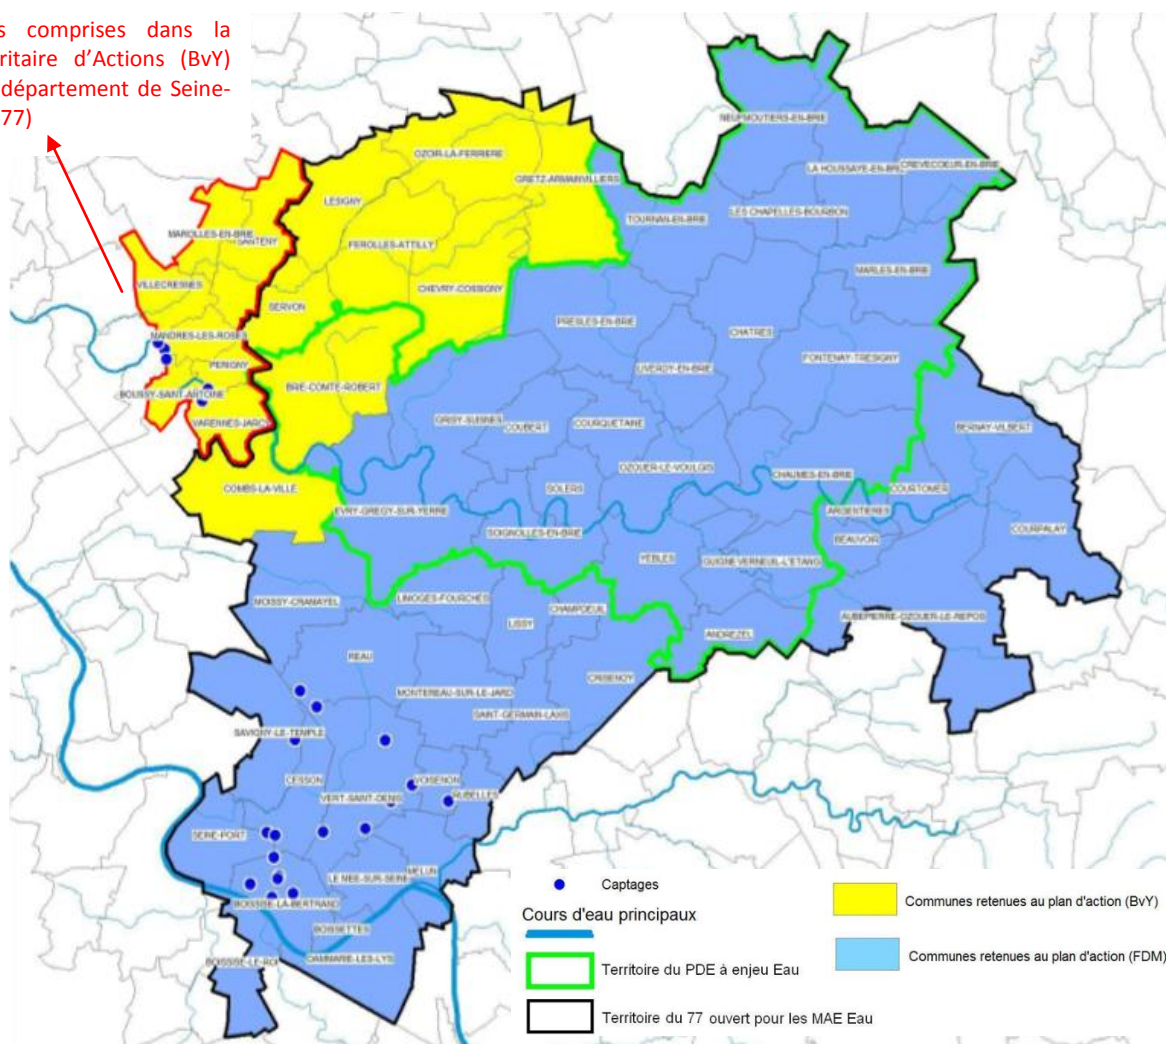 s comprises dans la
ritaire d'Actions (BvY)
département de Seine-
77)
NEUFMOUTIERS-EN-BRIE
OZOIR-LA-FERRIERE
LA HOUSSAYE-EN-BRIE
CREVECOEUR-EN-BRIE
GRETZ-ARMAINVILLIERS
LESIGNY
TOURNAN-EN-BRIE
LES CHAPELLES-BOURBON
MAROLLES-EN-BRIE
SANTENY
FEROLLES-ATTILLY
MARLES-EN-BRIE
VILLECRESNES
CHEVRY-COSSIGNY
SERVON
PRESLES-EN-BRIE
CHATRES
MANDRES-LES-ROSES
FONTENAY-TRESIGNY
PERIGNY
LIVERDY-EN-BRIE
BRIE-COMTE-ROBERT
BOUSSY-SAINT-ANTOINE
VARENNES-JARCY
GRISY-SUISNES
COUBERT
COURQUETAINE
BERNAY-VILBERT
OZOUER-LE-VOULGIS
CHAUMES-EN-BRIE
COMBS-LA-VILLE
SOLERS
COURTOMER
EVRY-GREGY-SUR-YERRE
ARGENTIERES
SOIGNOLLES-EN-BRIE
BEAUVOIR
COURPALAY
YEBLES
GUIGNE
VERNEUIL-L'ETANG
MOISSY-CRAMAYEL
LIMOGES-FOURCHES
CHAMPDEUIL
LISSY
AUBEPIERRE-OZOUER-LE-REPOS
ANDREZEL
REAU
CRISENOY
MONTEREAU-SUR-LE-JARD
SAINT-GERMAIN-LAXIS
SAVIGNY-LE-TEMPLE
CESSON
VOISENON
VERT-SAINT-DENIS
RUBELLES
SEINE-PORT
MELUN
LE MEE-SUR-SEINE
BOISSISE-LA-BERTRAND
BOISSETTES
BOISSISE-LE-ROI
DAMMARIE-LES-LYS
Captages
Cours d'eau principaux
Territoire du PDE à enjeu Eau
Territoire du 77 ouvert pour les MAE Eau
Communes retenues au plan d'action (BvY)
Communes retenues au plan d'action (FDM)